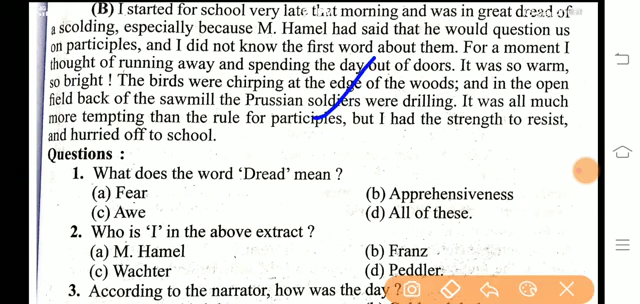 (B) I started for school very late that morning and was in great dread of
a scolding, especially because M. Hamel had said that he would question us
on participles, and I did not know the first word about them. For a moment I
thought of running away and spending the day out of doors. It was so warm,
so bright ! The birds were chirping at the edge of the woods; and in the open
field back of the sawmill the Prussian soldiers were drilling. It was all much
more tempting than the rule for participles, but I had the strength to resist,
and hurried off to school.
Questions :
1. What does the word ‘Dread’ mean ?
(a) Fear (b) Apprehensiveness
(c) Awe (d) All of these.
2. Who is ‘I’ in the above extract ?
(a) M. Hamel (b) Franz
(c) Wachter (d) Peddler.
3. According to the narrator, how was the day ?